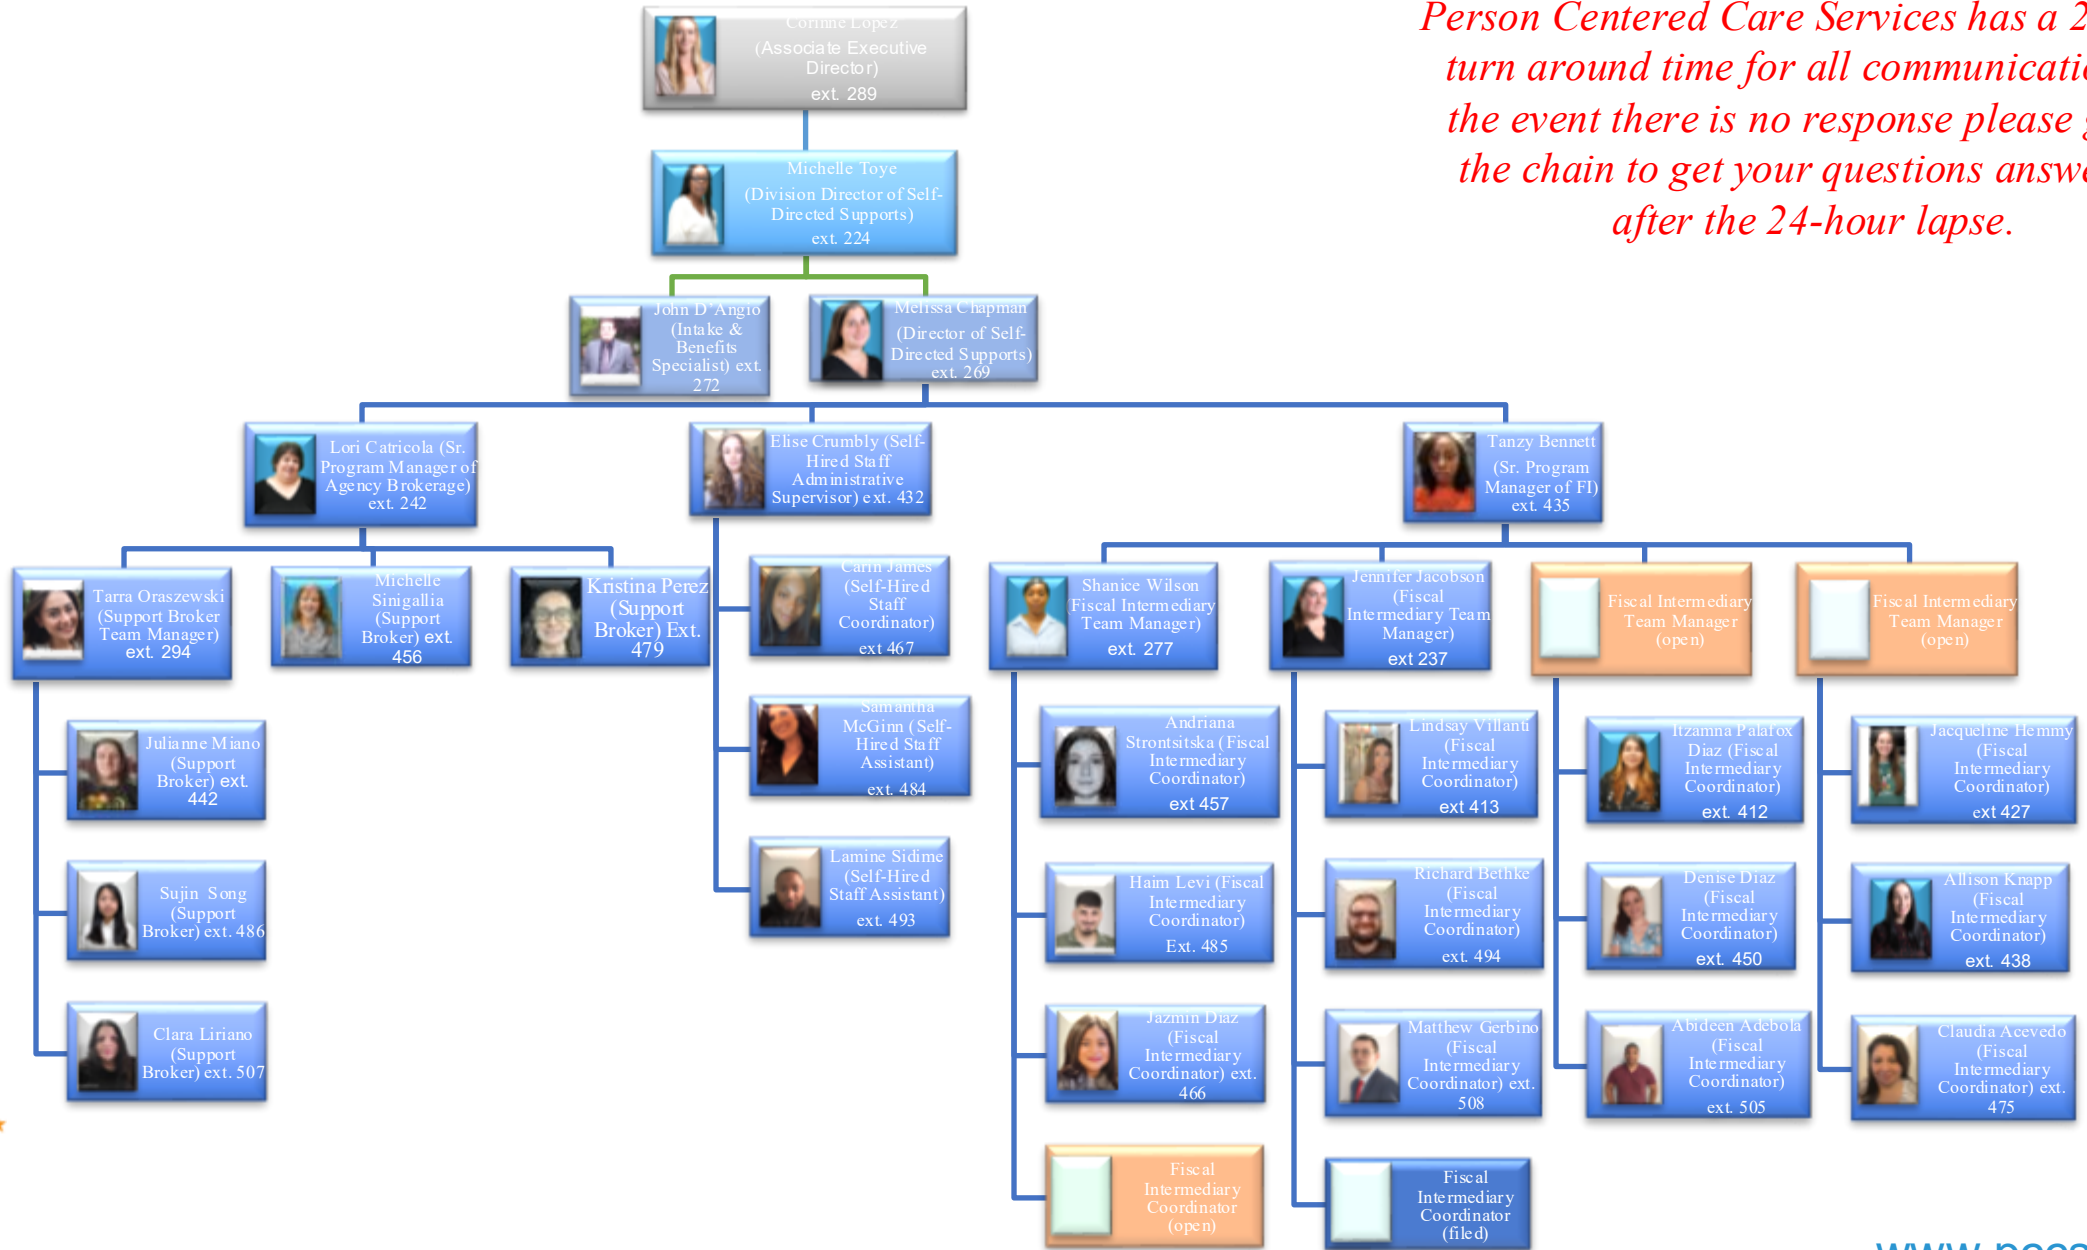 Person Centered Care Services has a 2
turn around time for all communicatio
the event there is no response please g
the chain to get your questions answe
after the 24-hour lapse.
Corinne Lopez
(Associate Executive
Director)
ext. 289
Michelle Toye
(Division Director of Self-
Directed Supports)
ext. 224
John D'Angio
(Intake &
Benefits
Specialist) ext.
272
Melissa Chapman
(Director of Self-
Directed Supports)
ext. 269
Lori Catricola (Sr.
Program Manager of
Agency Brokerage)
ext. 242
Elise Crumbly (Self-
Hired Staff
Administrative
Supervisor) ext. 432
Tanzy Bennett
(Sr. Program
Manager of FI)
ext. 435
Tarra Oraszewski
(Support Broker
Team Manager)
ext. 294
Michelle
Sinigallia
(Support
Broker) ext.
456
Kristina Perez
(Support
Broker) Ext.
479
Carin James
(Self-Hired
Staff
Coordinator)
ext 467
Shanice Wilson
Fiscal Intermediary
Team Manager)
ext. 277
Jennifer Jacobson
(Fiscal
Intermediary Team
Manager)
ext 237
Fiscal Intermediary
Team Manager
(open)
Fiscal Intermediary
Team Manager
(open)
Julianne Miano
(Support
Broker) ext.
442
Samantha
McGinn (Self-
Hired Staff
Assistant)
ext. 484
Andriana
Strontsitska (Fiscal
Intermediary
Coordinator)
ext 457
Lindsay Villanti
(Fiscal
Intermediary
Coordinator)
ext 413
Itzamna Palafox
Diaz (Fiscal
Intermediary
Coordinator)
ext. 412
Jacqueline Hemmy
(Fiscal
Intermediary
Coordinator)
ext 427
Sujin Song
(Support
Broker) ext. 486
Lamine Sidime
(Self-Hired
Staff Assistant)
ext. 493
Haim Levi (Fiscal
Intermediary
Coordinator)
Ext. 485
Richard Bethke
(Fiscal
Intermediary
Coordinator)
ext. 494
Denise Diaz
(Fiscal
Intermediary
Coordinator)
ext. 450
Allison Knapp
(Fiscal
Intermediary
Coordinator)
ext. 438
Clara Liriano
(Support
Broker) ext. 507
Jazmin Diaz
(Fiscal
Intermediary
Coordinator) ext.
466
Matthew Gerbino
(Fiscal
Intermediary
Coordinator) ext.
508
Abideen Adebola
(Fiscal
Intermediary
Coordinator)
ext. 505
Claudia Acevedo
(Fiscal
Intermediary
Coordinator) ext.
475
Fiscal
Intermediary
Coordinator
(open)
Fiscal
Intermediary
Coordinator
(filed)